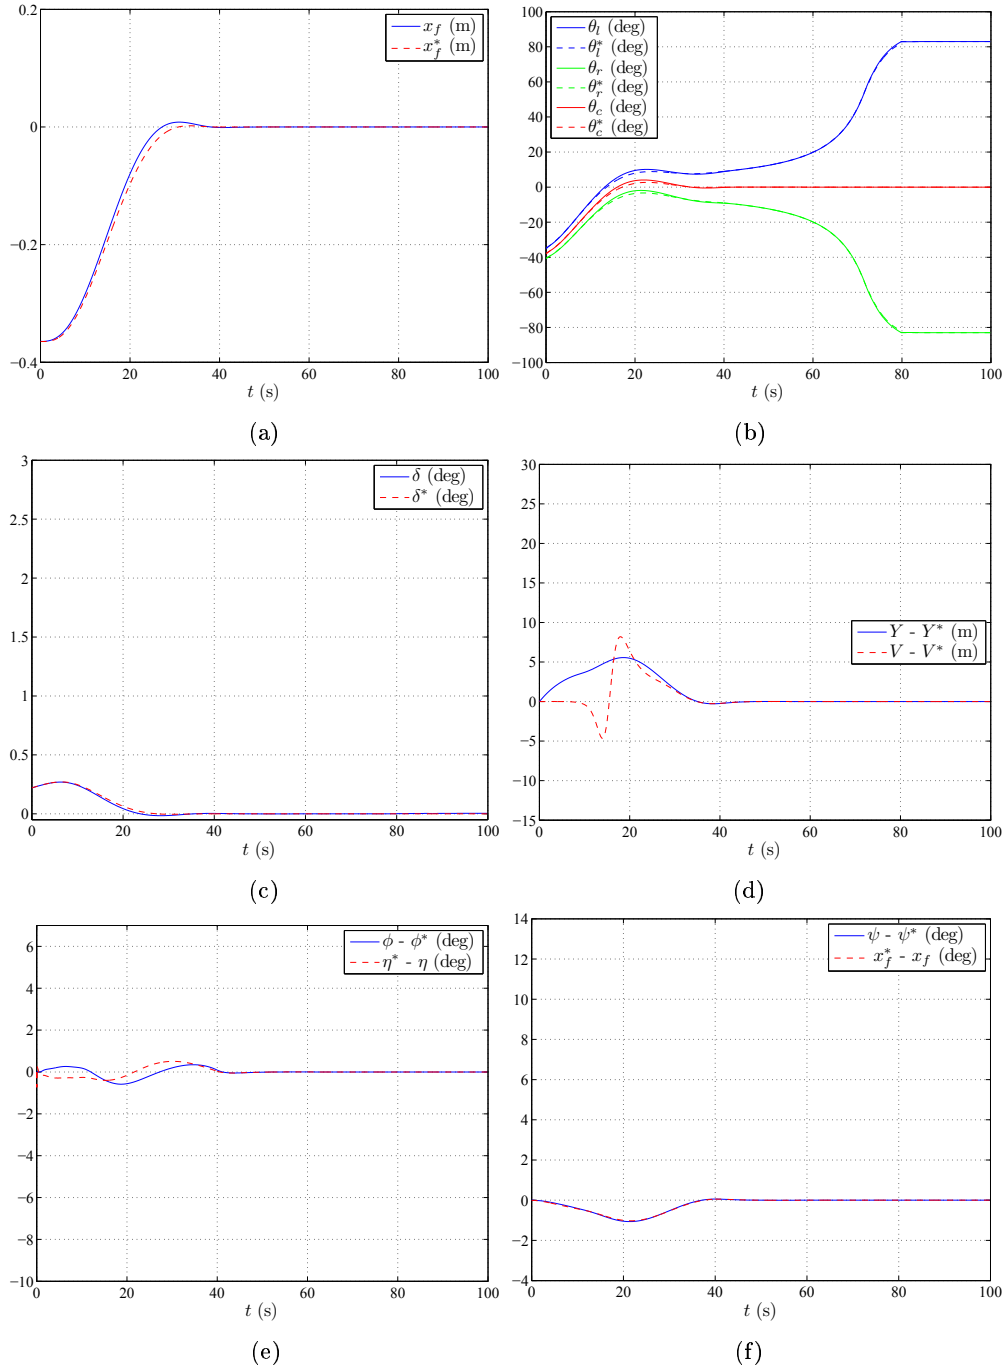 0.2
0
−0.2
−0.4
0 20 40 60 80 100
t (s)
x_f (m)
x_f^* (m)
(a)
100
80
60
40
20
0
−20
−40
−60
−80
−100
0 20 40 60 80 100
t (s)
θ_l (deg)
θ_l^* (deg)
θ_r (deg)
θ_r^* (deg)
θ_c (deg)
θ_c^* (deg)
(b)
3
2.5
2
1.5
1
0.5
0
0 20 40 60 80 100
t (s)
δ (deg)
δ^* (deg)
(c)
30
25
20
15
10
5
0
−5
−10
−15
0 20 40 60 80 100
t (s)
Y - Y^* (m)
V - V^* (m)
(d)
6
4
2
0
−2
−4
−6
−8
−10
0 20 40 60 80 100
t (s)
ϕ - ϕ^* (deg)
η^* - η (deg)
(e)
14
12
10
8
6
4
2
0
−2
−4
0 20 40 60 80 100
t (s)
ψ - ψ^* (deg)
x_f^* - x_f (deg)
(f)